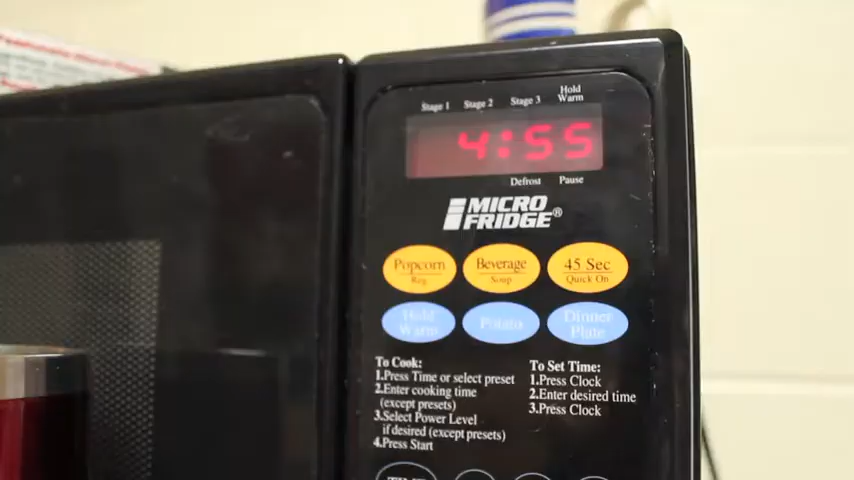 Stage 1 Stage 2 Stage 3 Hold Warm
4:55
Defrost Pause
MICRO
FRIDGE®
Popcorn
Reg.
Beverage
Soup
45 Sec
Quick On
Hold
Warm
Potato
Dinner
Plate
To Cook:
1.Press Time or select preset
2.Enter cooking time
(except presets)
3.Select Power Level
if desired (except presets)
4.Press Start
To Set Time:
1.Press Clock
2.Enter desired time
3.Press Clock